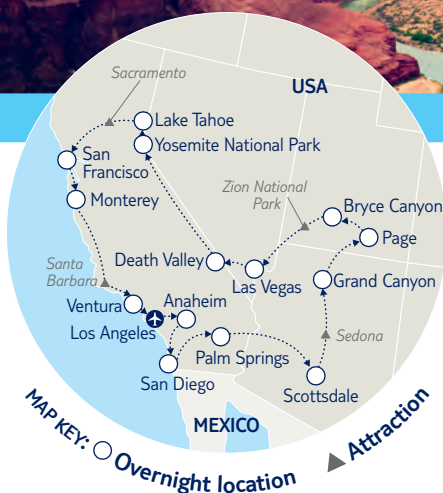 Sacramento
USA
Lake Tahoe
Yosemite National Park
San
Francisco
Monterey
Zion National
Park
Bryce Canyon
Page
Death Valley
Las Vegas
Grand Canyon
Santa
Barbara
Ventura
Anaheim
Los Angeles
Palm Springs
Sedona
San Diego
Scottsdale
MEXICO
MAP KEY: Overnight location
Attraction